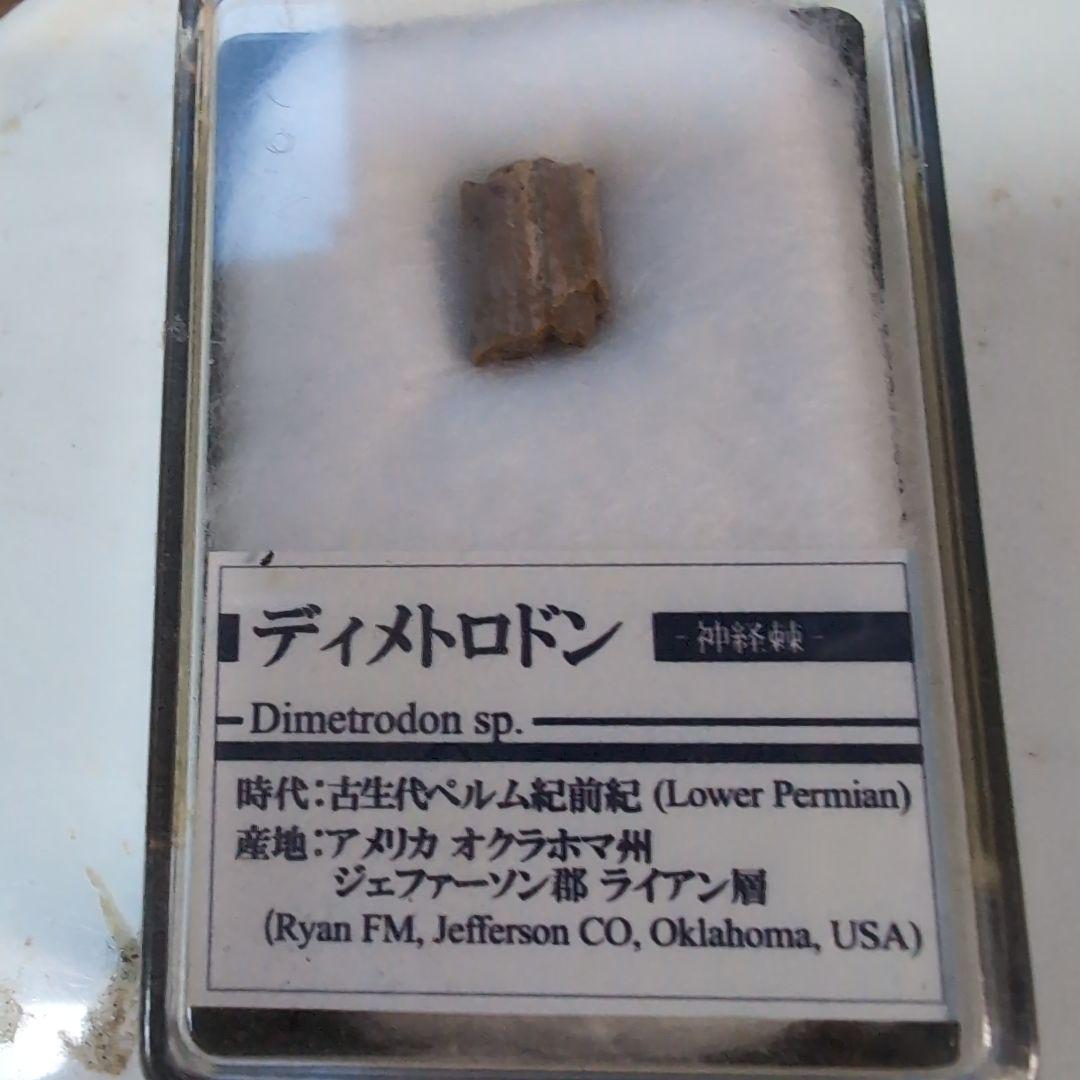 ディメトロドン -神経棘-
Dimetrodon sp.
時代:古生代ペルム紀前紀 (Lower Permian)
産地:アメリカ オクラホマ州
ジェファーソン郡 ライアン層
(Ryan FM, Jefferson CO, Oklahoma, USA)